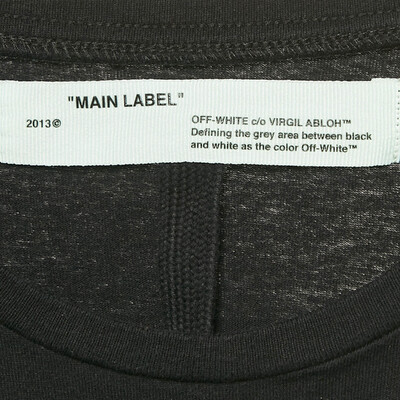 "MAIN LABEL"
2013©
OFF-WHITE c/o VIRGIL ABLOH™
Defining the grey area between black
and white as the color Off-White™